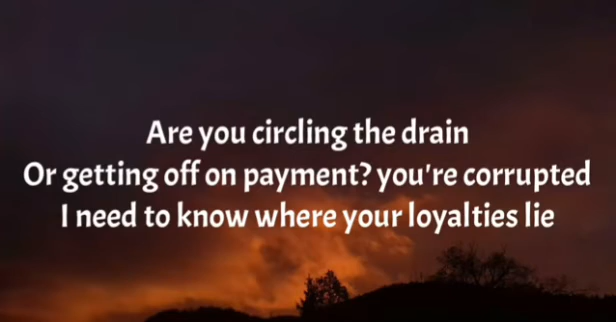 Are you circling the drain
Or getting off on payment? you're corrupted
I need to know where your loyalties lie